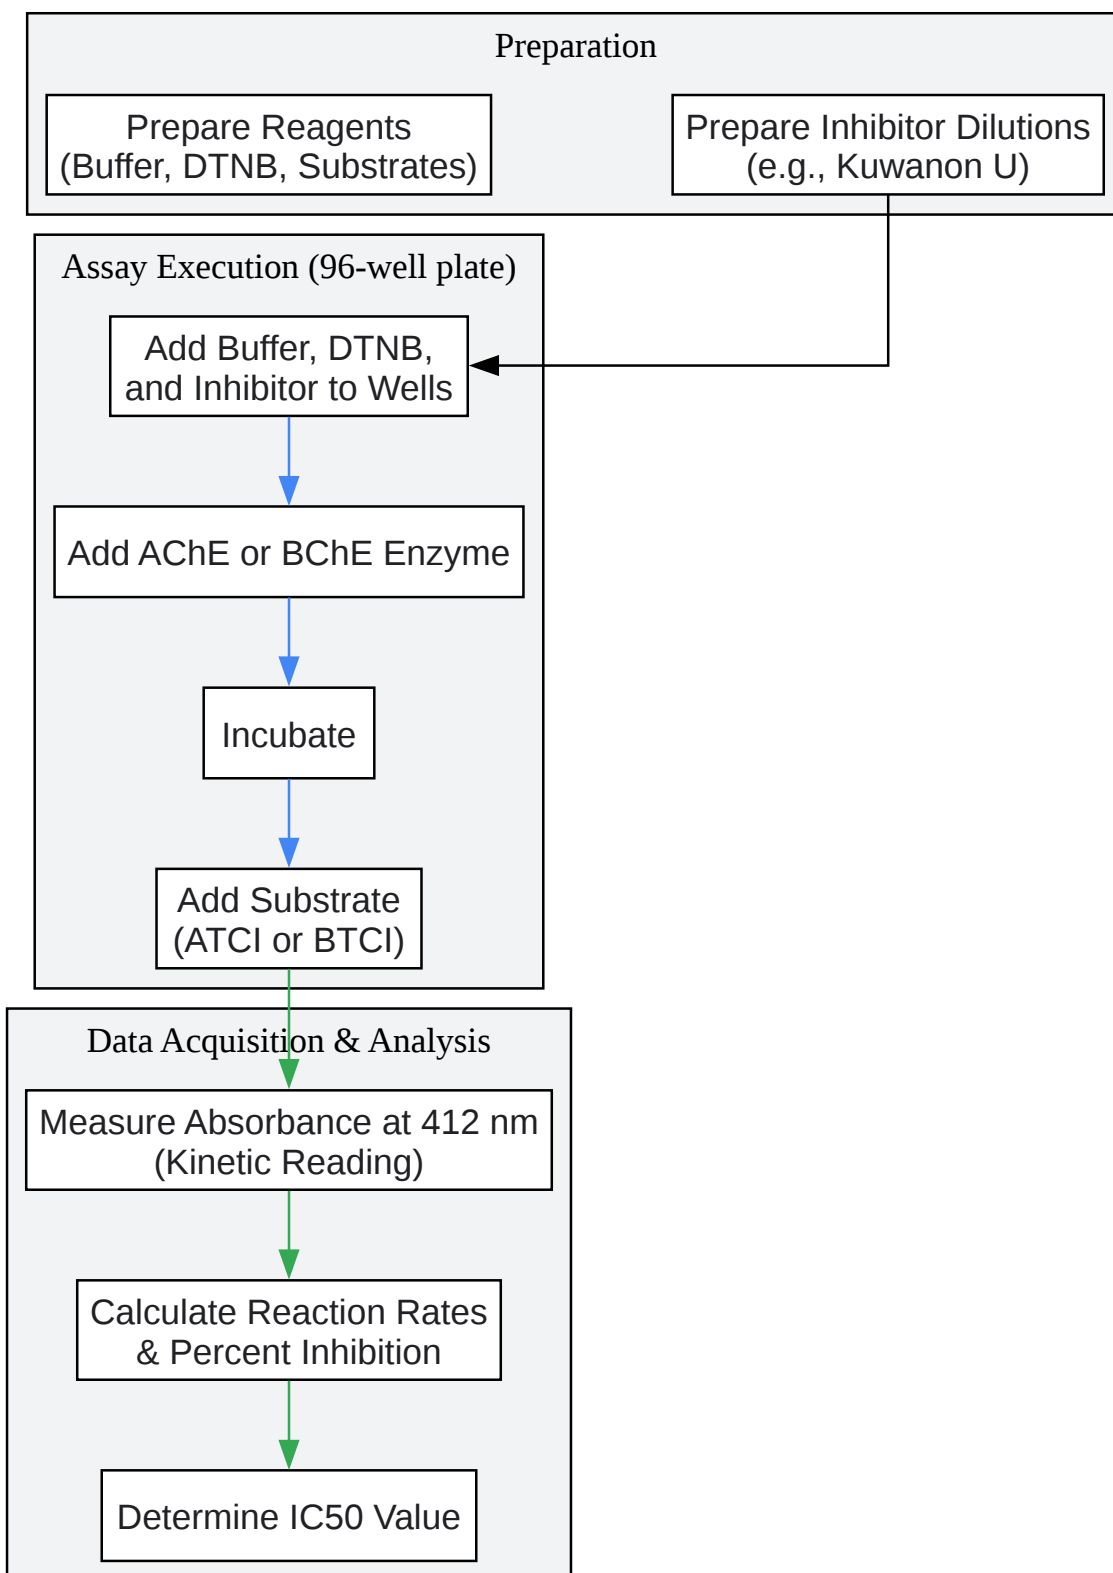 Preparation
Prepare Reagents
(Buffer, DTNB, Substrates)
Prepare Inhibitor Dilutions
(e.g., Kuwanon U)
Assay Execution (96-well plate)
Add Buffer, DTNB,
and Inhibitor to Wells
Add AChE or BChE Enzyme
Incubate
Add Substrate
(ATCI or BTCI)
Data Acquisition & Analysis
Measure Absorbance at 412 nm
(Kinetic Reading)
Calculate Reaction Rates
& Percent Inhibition
Determine IC50 Value